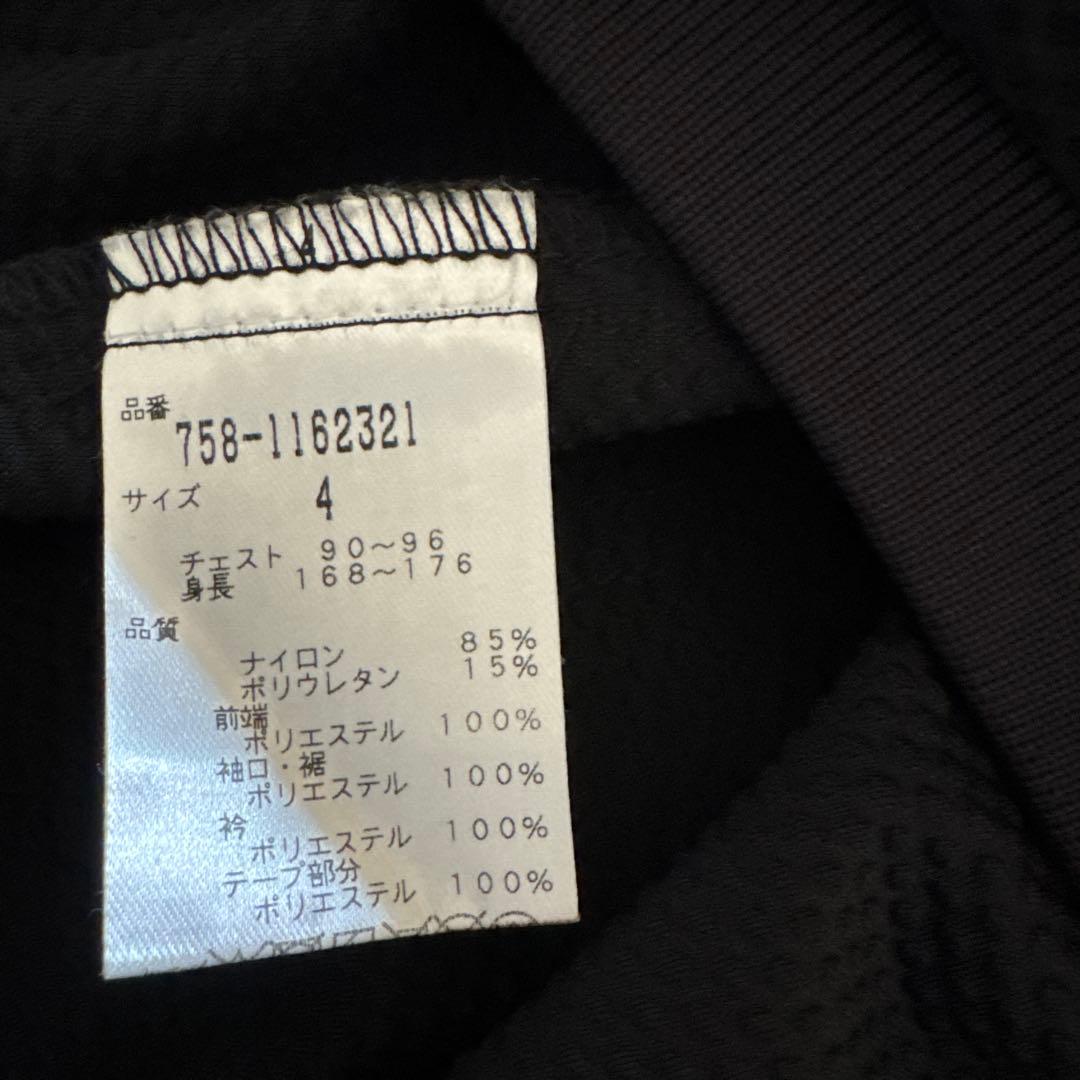 4
品番
758-1162321
サイズ 4
チェスト 90～96
身長 168～176
品質
ナイロン 85%
ポリウレタン 15%
前端
ポリエステル 100%
袖口・裾
ポリエステル 100%
衿
ポリエステル 100%
テープ部分
ポリエステル 100%